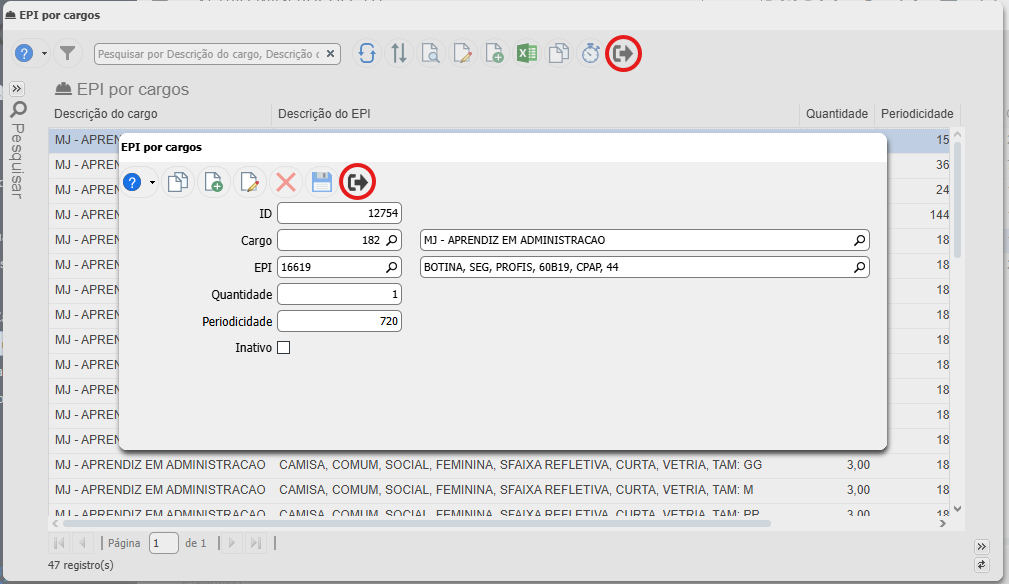 EPI por cargos
Pesquisar por Descrição do cargo, Descrição
EPI por cargos
Pesquisar
Descrição do cargo Descrição do EPI Quantidade Periodicidade
MJ - APREN 15
MJ - APREN 36
MJ - APREN 24
MJ - APREN 144
MJ - APREN 18
MJ - APREN 18
MJ - APREN 18
MJ - APREN 18
MJ - APREN 18
MJ - APREN 18
MJ - APREN 18
MJ - APREN 18
MJ - APREN 18
EPI por cargos
ID 12754
Cargo 182 MJ - APRENDIZ EM ADMINISTRACAO
EPI 16619 BOTINA, SEG, PROFIS, 60B19, CPAP, 44
Quantidade 1
Periodicidade 720
Inativo
MJ - APRENDIZ EM ADMINISTRACAO CAMISA, COMUM, SOCIAL, FEMININA, SFAIXA REFLETIVA, CURTA, VETRIA, TAM: GG 3,00 18
MJ - APRENDIZ EM ADMINISTRACAO CAMISA, COMUM, SOCIAL, FEMININA, SFAIXA REFLETIVA, CURTA, VETRIA, TAM: M 3,00 18
MJ - APRENDIZ EM ADMINISTRACAO CAMISA, COMUM, SOCIAL, FEMININA, SFAIXA REFLETIVA, CURTA, VETRIA, TAM: PP 3,00 18
Página 1 de 1
47 registro(s)